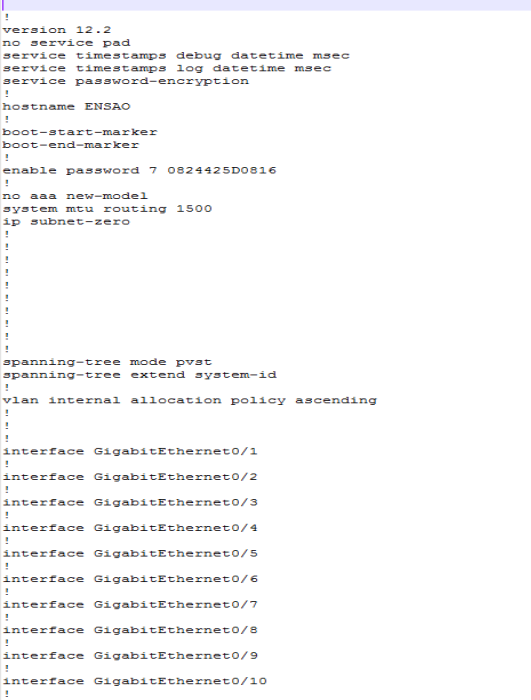 !
version 12.2
no service pad
service timestamps debug datetime msec
service timestamps log datetime msec
service password-encryption
!
hostname ENSAO
!
boot-start-marker
boot-end-marker
!
enable password 7 0824425D0816
!
no aaa new-model
system mtu routing 1500
ip subnet-zero
!
!
!
!
!
!
!
!
!
!
spanning-tree mode pvst
spanning-tree extend system-id
!
vlan internal allocation policy ascending
!
!
!
interface GigabitEthernet0/1
!
interface GigabitEthernet0/2
!
interface GigabitEthernet0/3
!
interface GigabitEthernet0/4
!
interface GigabitEthernet0/5
!
interface GigabitEthernet0/6
!
interface GigabitEthernet0/7
!
interface GigabitEthernet0/8
!
interface GigabitEthernet0/9
!
interface GigabitEthernet0/10
!